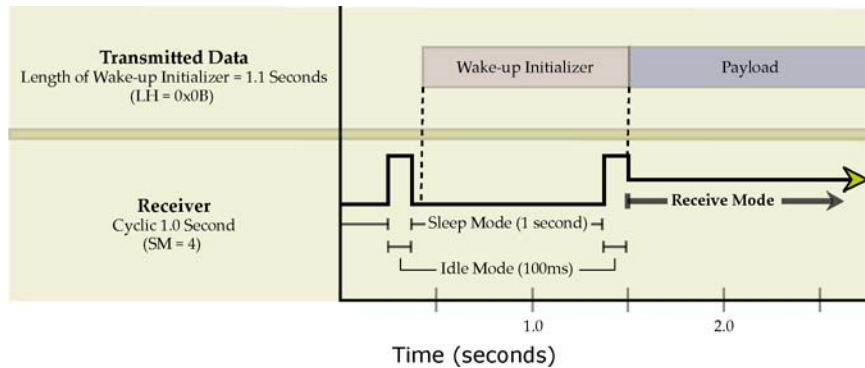 Transmitted Data
Length of Wake-up Initializer = 1.1 Seconds
(LH = 0x0B)
Wake-up Initializer
Payload
Receiver
Cyclic 1.0 Second
(SM = 4)
Sleep Mode (1 second)
Receive Mode
Idle Mode (100ms)
1.0
2.0
Time (seconds)